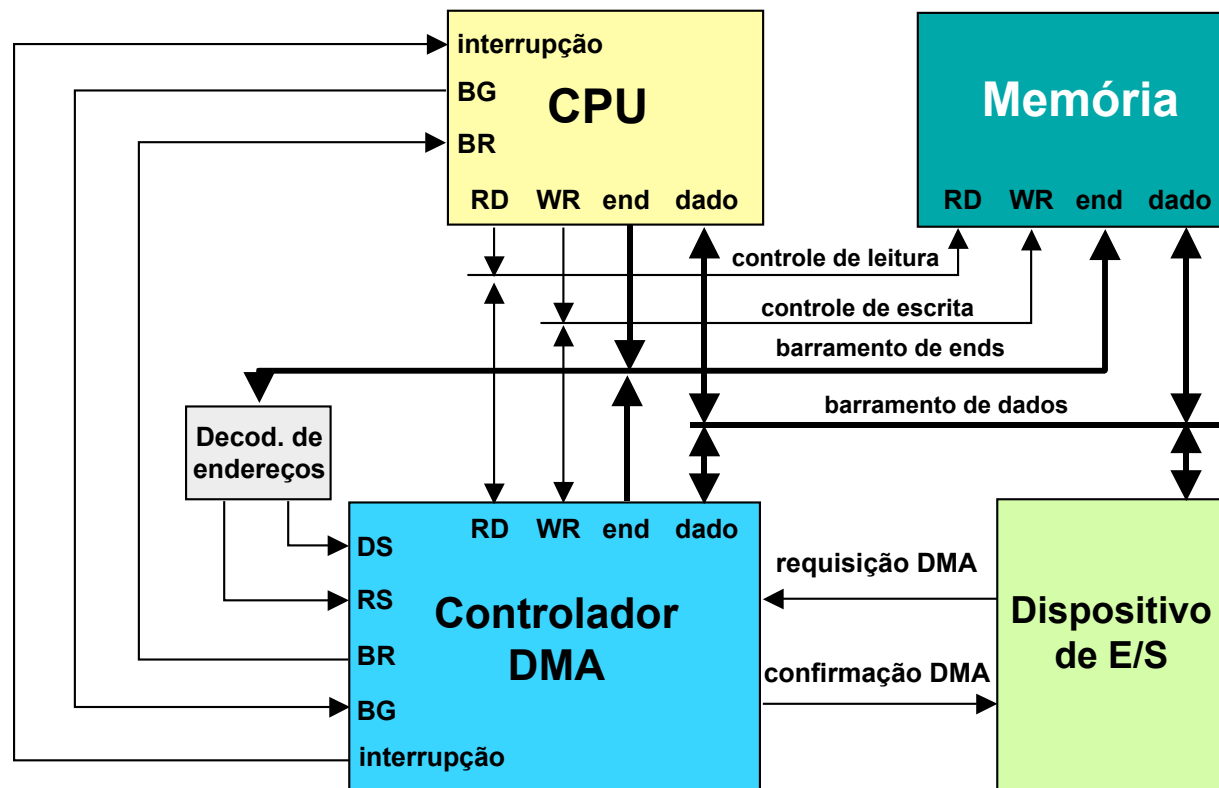 interrupção
BG
CPU
BR
RD WR end dado
Memória
RD WR end dado
controle de leitura
controle de escrita
barramento de ends
barramento de dados
Decod. de
endereços
RD WR end dado
DS
RS
Controlador
DMA
BR
BG
interrupção
requisição DMA
confirmação DMA
Dispositivo
de E/S